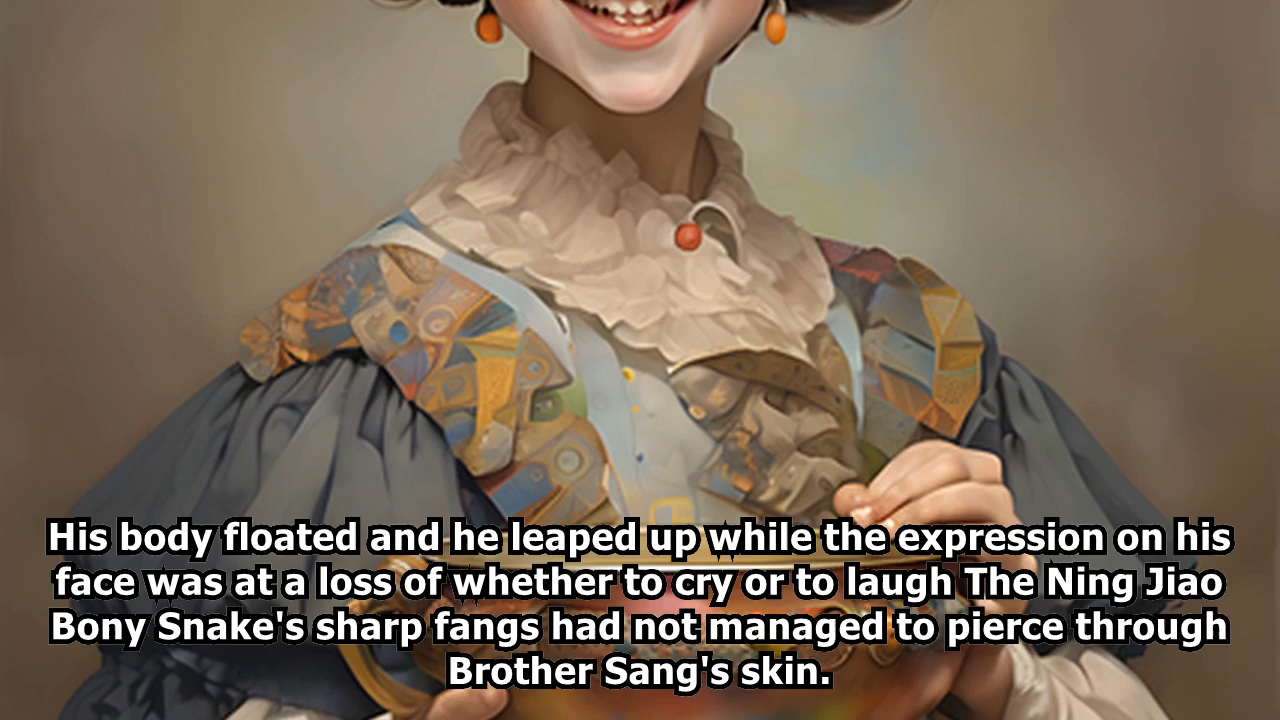 His body floated and he leaped up while the expression on his
face was at a loss of whether to cry or to laugh The Ning Jiao
Bony Snake's sharp fangs had not managed to pierce through
Brother Sang's skin.